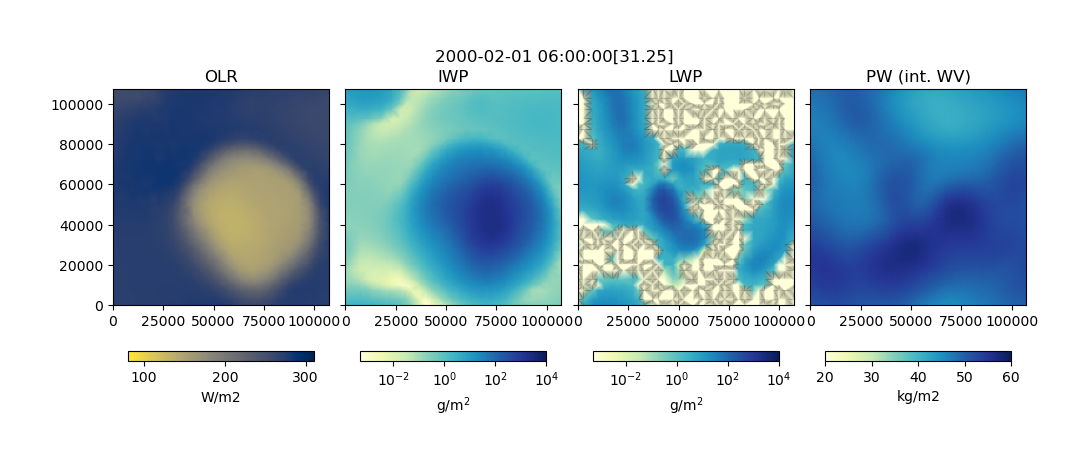 2000-02-01 06:00:00[31.25]
OLR IWP LWP PW (int. WV)
100000
80000
60000
40000
20000
0
0 25000 50000 75000 100000 0 25000 50000 75000 100000 0 25000 50000 75000 100000 0 25000 50000 75000 100000
100 200 300 10⁻² 10⁰ 10² 10⁴ 10⁻² 10⁰ 10² 10⁴ 20 30 40 50 60
W/m2 g/m² g/m² kg/m2